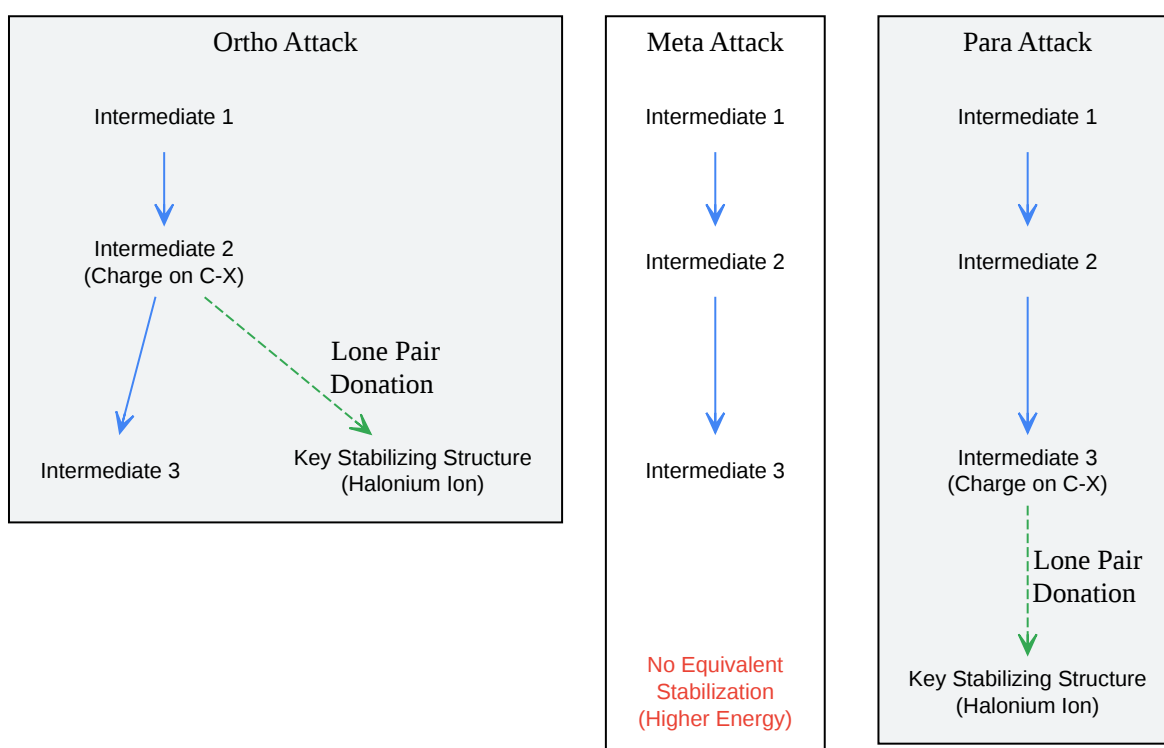 Ortho Attack
Intermediate 1
Intermediate 2
(Charge on C-X)
Lone Pair
Donation
Intermediate 3
Key Stabilizing Structure
(Halonium Ion)
Meta Attack
Intermediate 1
Intermediate 2
Intermediate 3
No Equivalent
Stabilization
(Higher Energy)
Para Attack
Intermediate 1
Intermediate 2
Intermediate 3
(Charge on C-X)
Lone Pair
Donation
Key Stabilizing Structure
(Halonium Ion)